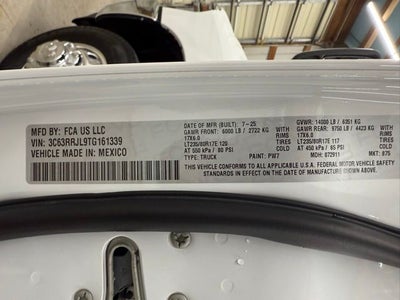 MFD BY: FCA US LLC
VIN: 3C63RRJL9TG161339
VEHICLE MADE IN: MEXICO
DATE OF MFR (BUILT): 7-25
GAWR FRONT: 6000 LB / 2722 KG
17X6.0 RIMS
LT235/80R17E 120 TIRES
AT 450 kPa / 65 PSI COLD
TYPE: TRUCK PAINT: PW7
GVWR: 14000 LB / 6351 KG
GAWR REAR: 9750 LB / 4423 KG WITH
17X6.0 RIMS
LT235/80R17E 117 TIRES
AT 450 kPa / 65 PSI COLD
MDH: 072911 MKT: 875
THIS VEHICLE CONFORMS TO ALL APPLICABLE U.S.A. FEDERAL MOTOR VEHICLE SAFETY
STANDARDS IN EFFECT ON THE DATE OF MANUFACTURE SHOWN ABOVE.